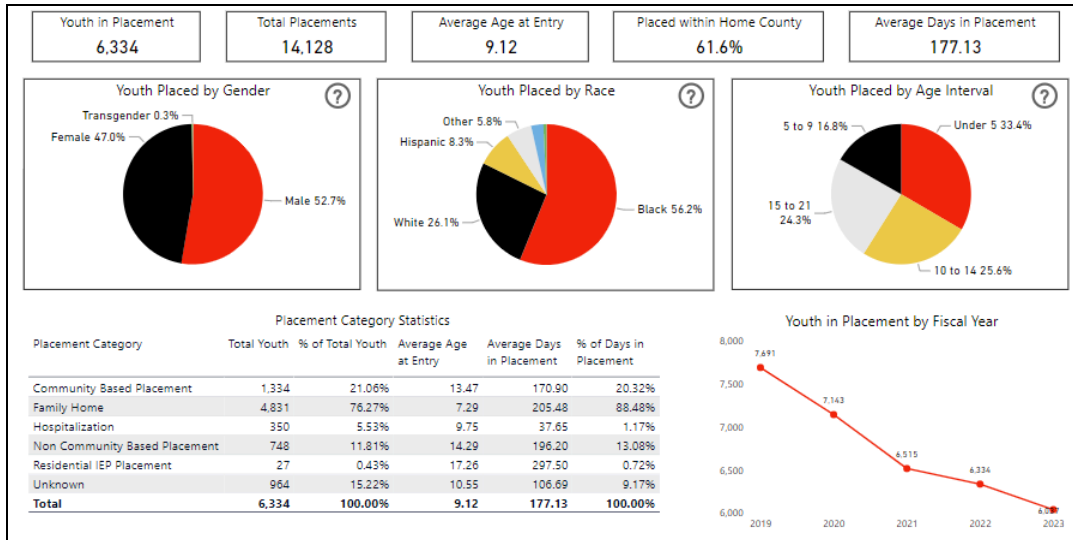 Youth in Placement
6,334
Total Placements
14,128
Average Age at Entry
9.12
Placed within Home County
61.6%
Average Days in Placement
177.13
Youth Placed by Gender
?
Transgender 0.3%
Female 47.0%
Male 52.7%
Youth Placed by Race
?
Other 5.8%
Hispanic 8.3%
White 26.1%
Black 56.2%
Youth Placed by Age Interval
?
5 to 9 16.8%
Under 5 33.4%
15 to 21
24.3%
10 to 14 25.6%
Placement Category Statistics
Placement Category Total Youth % of Total Youth Average Age Average Days % of Days in
at Entry in Placement Placement
Community Based Placement 1,334 21.06% 13.47 170.90 20.32%
Family Home 4,831 76.27% 7.29 205.48 88.48%
Hospitalization 350 5.53% 9.75 37.65 1.17%
Non Community Based Placement 748 11.81% 14.29 196.20 13.08%
Residential IEP Placement 27 0.43% 17.26 297.50 0.72%
Unknown 964 15.22% 10.55 106.69 9.17%
Total 6,334 100.00% 9.12 177.13 100.00%
Youth in Placement by Fiscal Year
8,000
7,691
7,500
7,143
7,000
6,515
6,500
6,334
6,000
2019 2020 2021 2022 2023